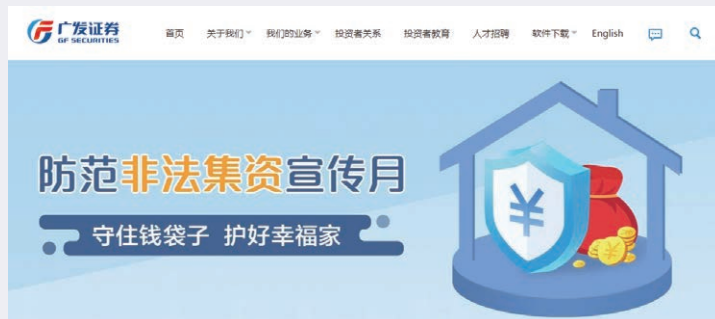 广发证券
GF SECURITIES
首页 关于我们 我们的业务 投资者关系 投资者教育 人才招聘 软件下载 English
防范非法集资宣传月
守住钱袋子 护好幸福家
¥
¥